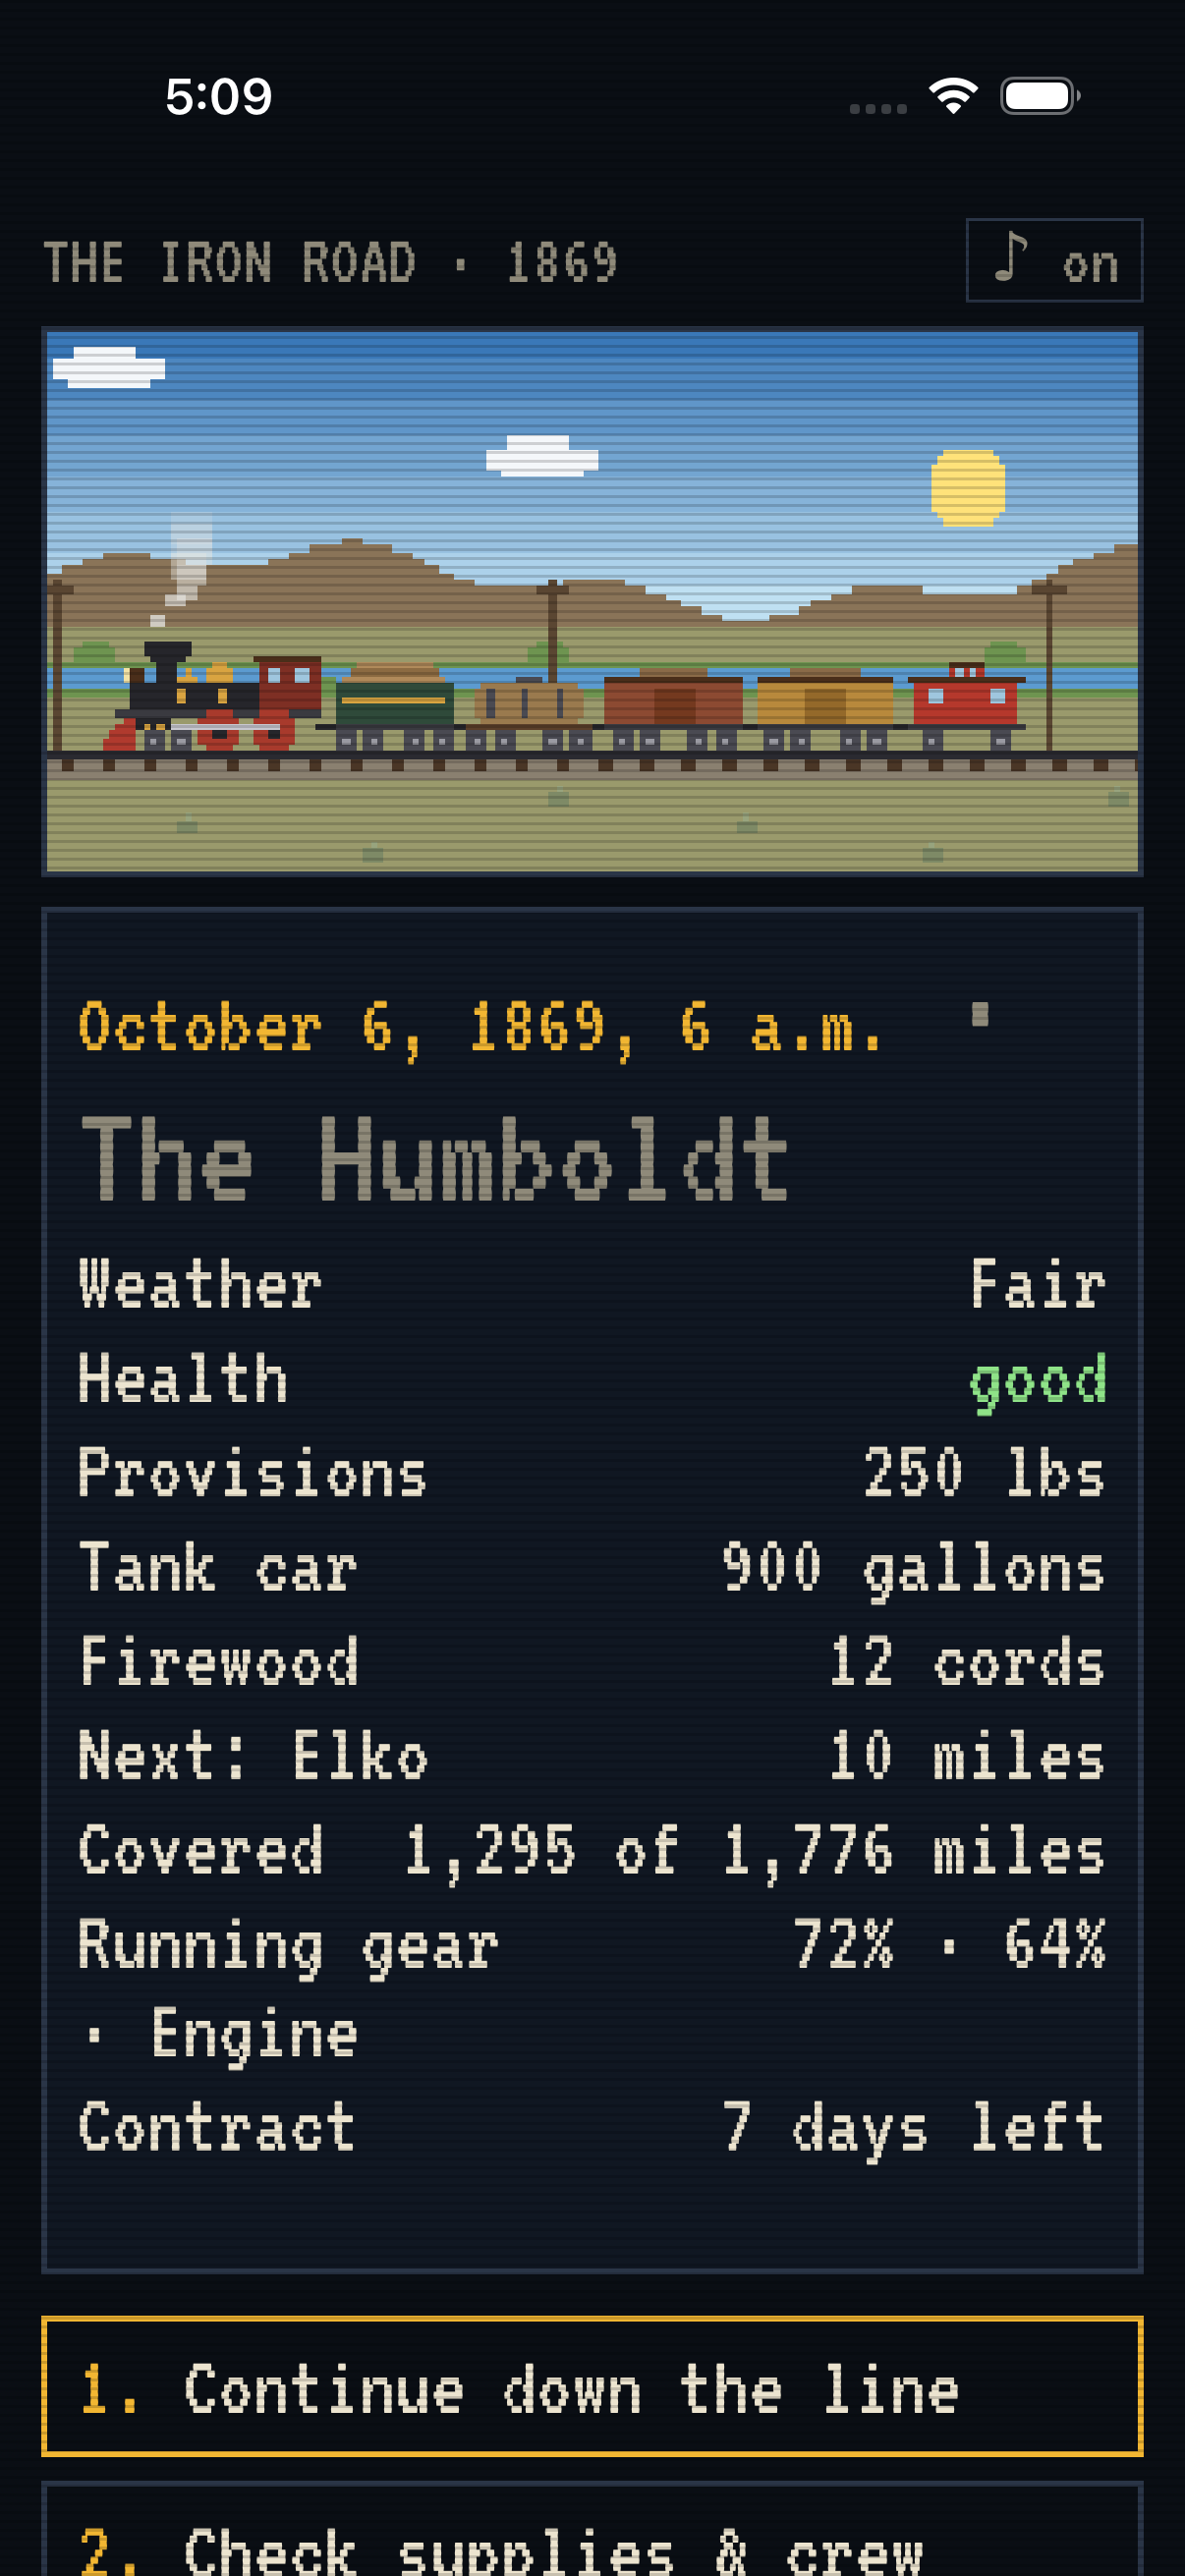 5:09
THE IRON ROAD · 1869
♪ on
October 6, 1869, 6 a.m.
The Humboldt
Weather Fair
Health good
Provisions 250 lbs
Tank car 900 gallons
Firewood 12 cords
Next: Elko 10 miles
Covered 1,295 of 1,776 miles
Running gear 72% · 64%
· Engine
Contract 7 days left
1. Continue down the line
2. Check supplies & crew